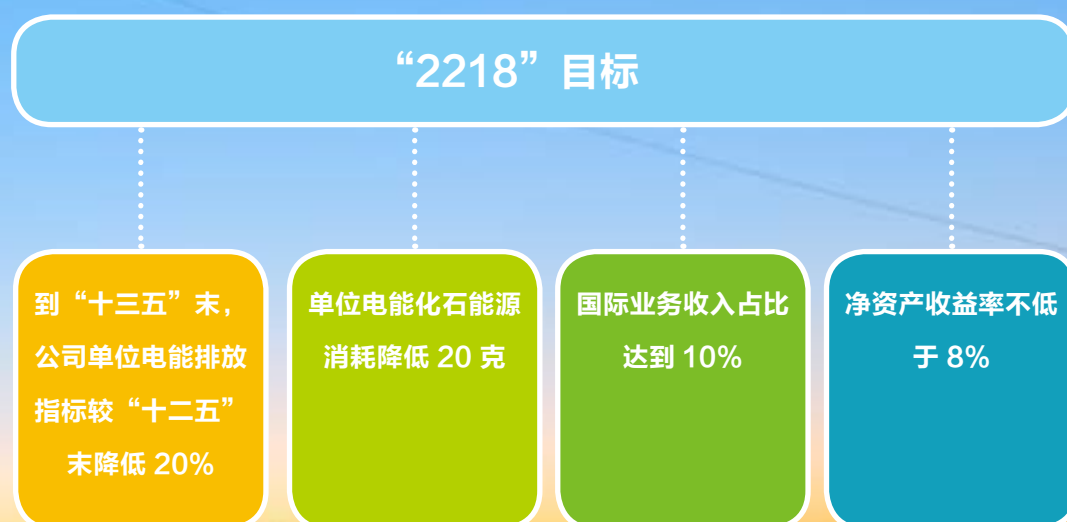 “2218”目标
到“十三五”末，
公司单位电能排放
指标较“十二五”
末降低 20%
单位电能化石能源
消耗降低 20 克
国际业务收入占比
达到 10%
净资产收益率不低
于 8%